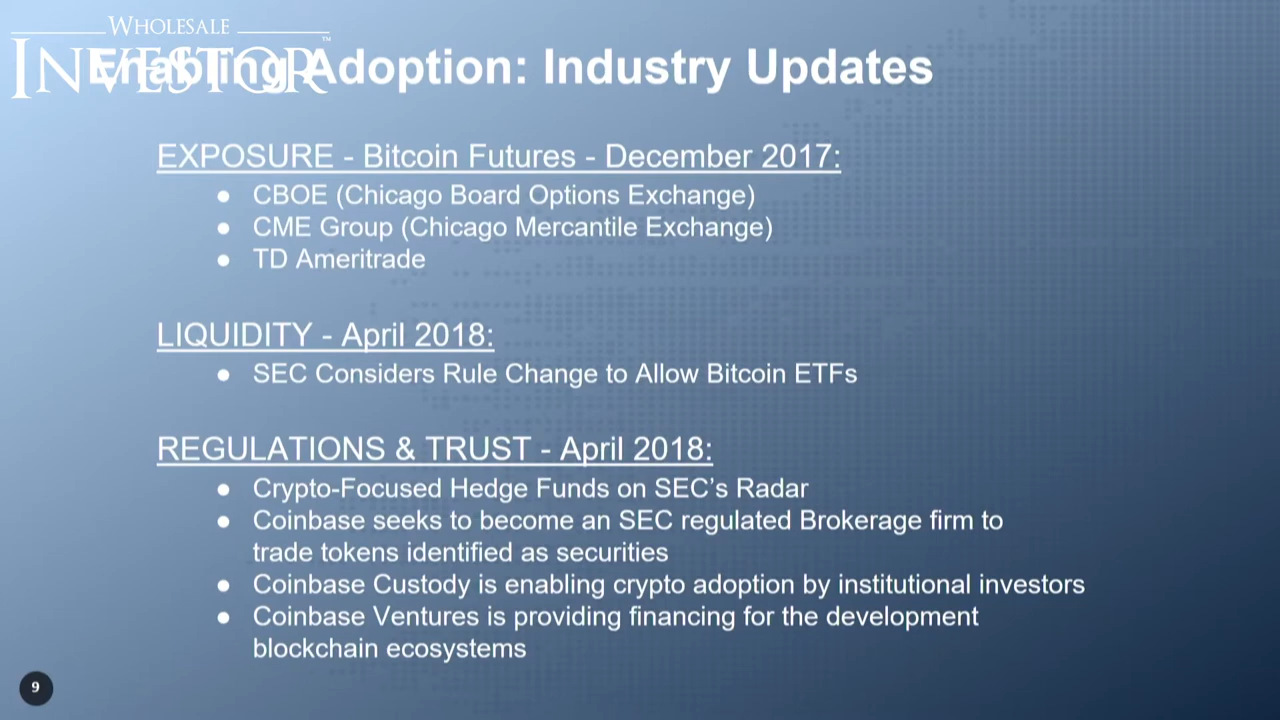 WHOLESALE
INVESTOR™
Enabling Adoption: Industry Updates
EXPOSURE - Bitcoin Futures - December 2017:
● CBOE (Chicago Board Options Exchange)
● CME Group (Chicago Mercantile Exchange)
● TD Ameritrade
LIQUIDITY - April 2018:
● SEC Considers Rule Change to Allow Bitcoin ETFs
REGULATIONS & TRUST - April 2018:
● Crypto-Focused Hedge Funds on SEC’s Radar
● Coinbase seeks to become an SEC regulated Brokerage firm to
trade tokens identified as securities
● Coinbase Custody is enabling crypto adoption by institutional investors
● Coinbase Ventures is providing financing for the development
blockchain ecosystems
9